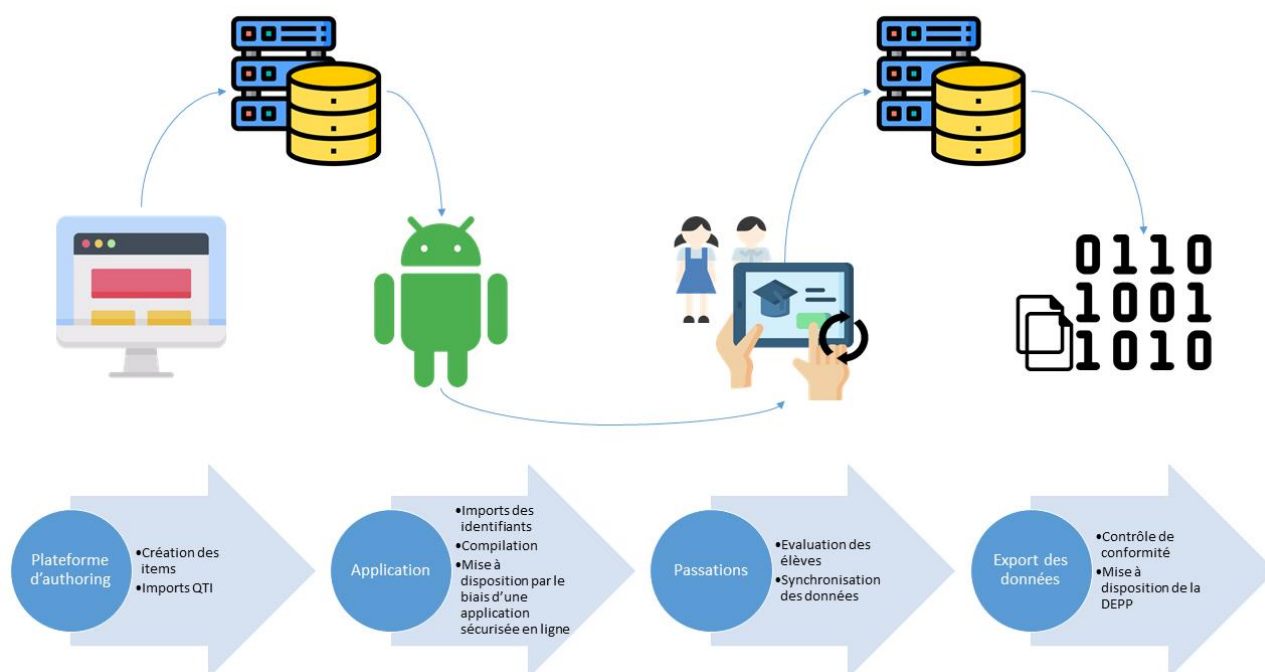 0110
1001
1010
Plateforme
d'authoring
•Création des
items
•Imports QTI
Application
•Imports des
identifiants
•Compilation
•Mise à
disposition par le
biais d'une
application
sécurisée en ligne
Passations
•Evaluation des
élèves
•Synchronisation
des données
Export des
données
•Contrôle de
conformité
•Mise à
disposition de la
DEPP